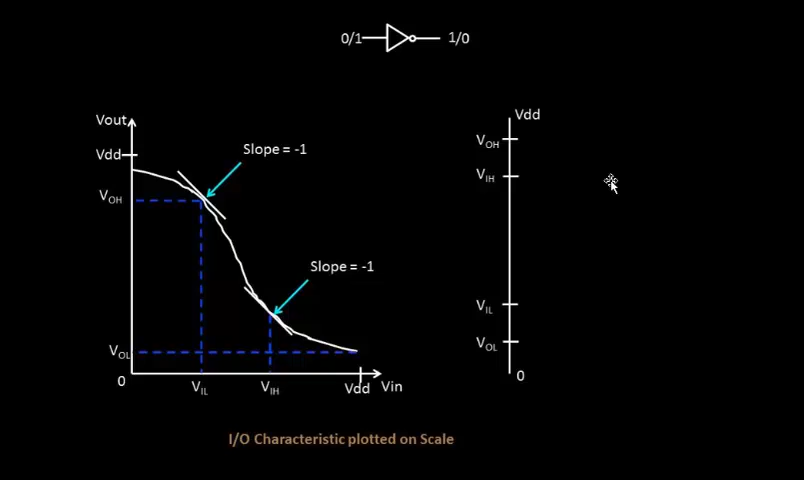 0/1 1/0
Vout
Vdd
Slope = -1
VOH
Slope = -1
VOL
0
VIL VIH Vdd Vin
Vdd
VOH
VIH
VIL
VOL
0
I/O Characteristic plotted on Scale